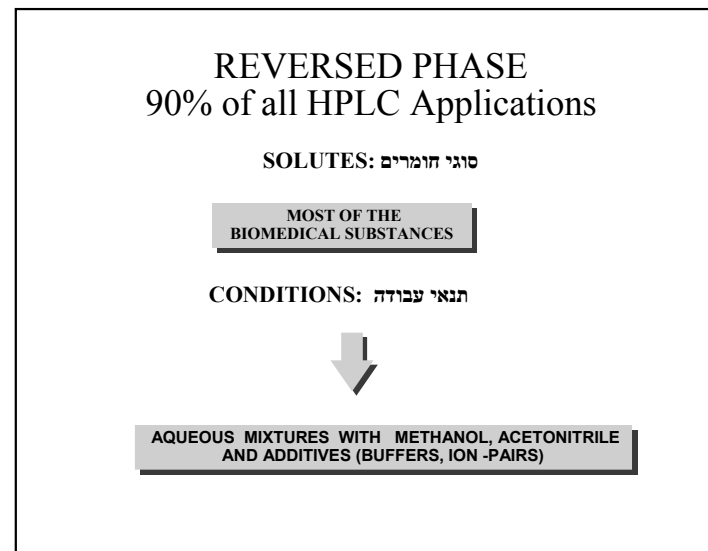 REVERSED PHASE
90% of all HPLC Applications
SOLUTES: סוגי חומרים
MOST OF THE
BIOMEDICAL SUBSTANCES
CONDITIONS: תנאי עבודה
AQUEOUS MIXTURES WITH METHANOL, ACETONITRILE
AND ADDITIVES (BUFFERS, ION -PAIRS)